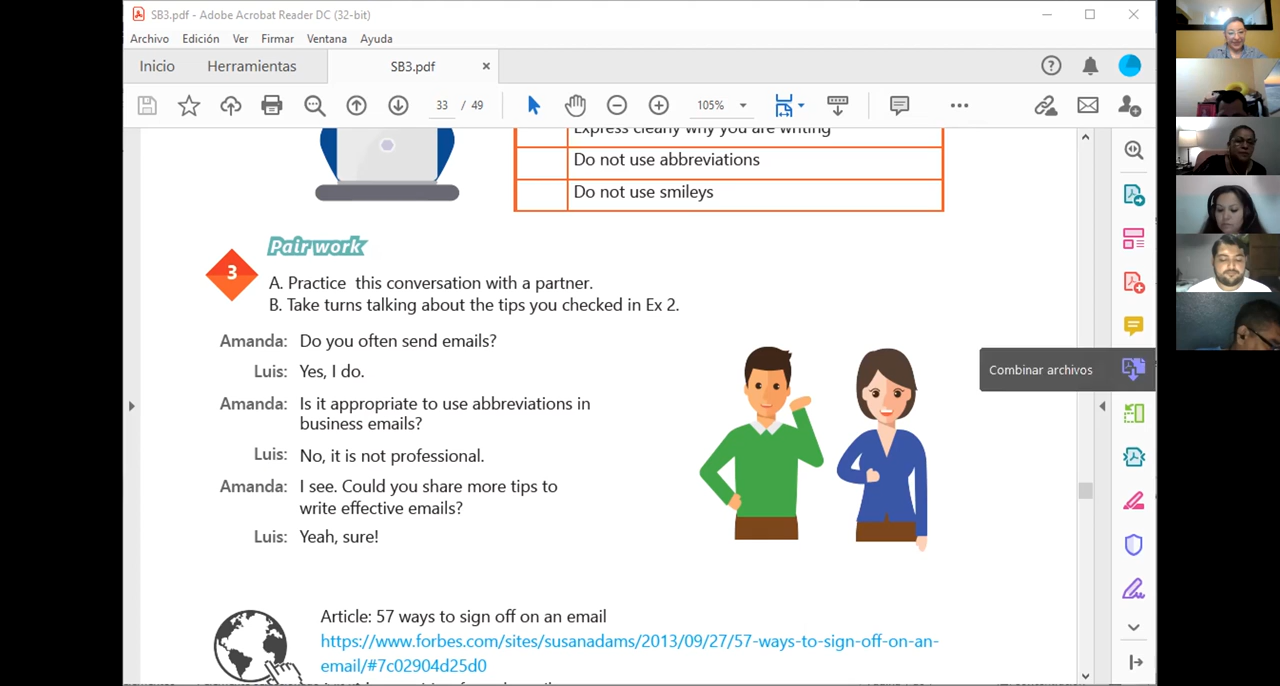 SB3.pdf - Adobe Acrobat Reader DC (32-bit)
Archivo Edición Ver Firmar Ventana Ayuda
Inicio Herramientas SB3.pdf
33 / 49 105%
Express clearly why you are writing
Do not use abbreviations
Do not use smileys
Pair work
3
A. Practice this conversation with a partner.
B. Take turns talking about the tips you checked in Ex 2.
Amanda: Do you often send emails?
Luis: Yes, I do.
Combinar archivos
Amanda: Is it appropriate to use abbreviations in
business emails?
Luis: No, it is not professional.
Amanda: I see. Could you share more tips to
write effective emails?
Luis: Yeah, sure!
Article: 57 ways to sign off on an email
https://www.forbes.com/sites/susanadams/2013/09/27/57-ways-to-sign-off-on-an-
email/#7c02904d25d0